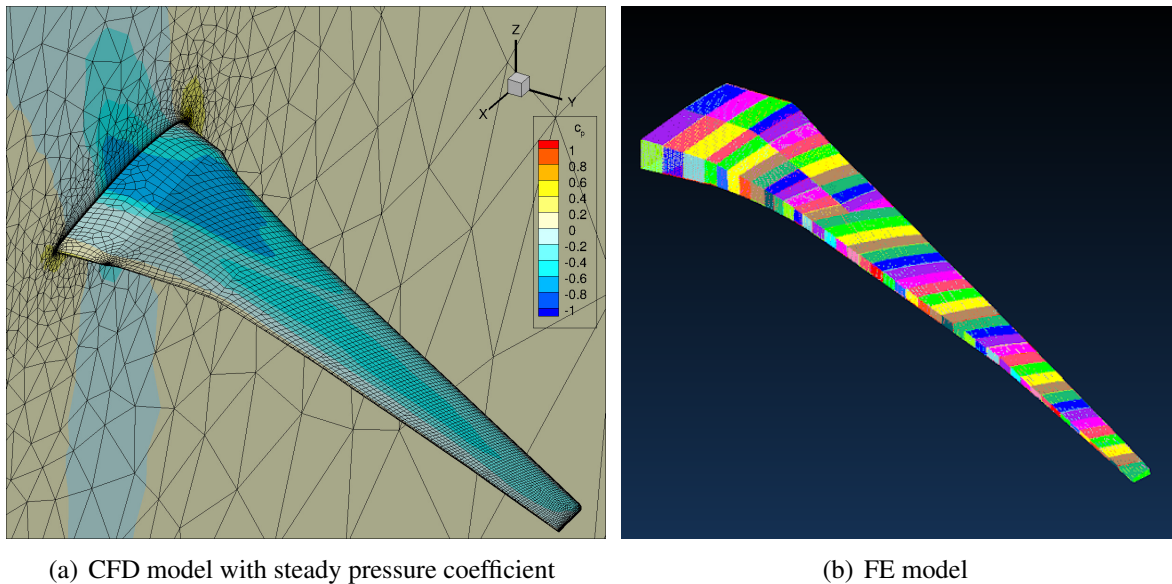 Z
X
Y
cp
1
0.8
0.6
0.4
0.2
0
-0.2
-0.4
-0.6
-0.8
-1
(a) CFD model with steady pressure coefficient
(b) FE model